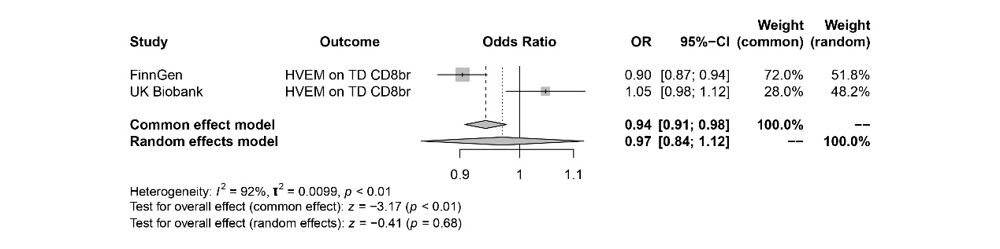 Weight Weight
Study Outcome Odds Ratio OR 95%−CI (common) (random)
FinnGen HVEM on TD CD8br 0.90 [0.87; 0.94] 72.0% 51.8%
UK Biobank HVEM on TD CD8br 1.05 [0.98; 1.12] 28.0% 48.2%
Common effect model 0.94 [0.91; 0.98] 100.0% −−
Random effects model 0.97 [0.84; 1.12] −− 100.0%
0.9 1 1.1
Heterogeneity: I² = 92%, τ² = 0.0099, p < 0.01
Test for overall effect (common effect): z = −3.17 (p < 0.01)
Test for overall effect (random effects): z = −0.41 (p = 0.68)